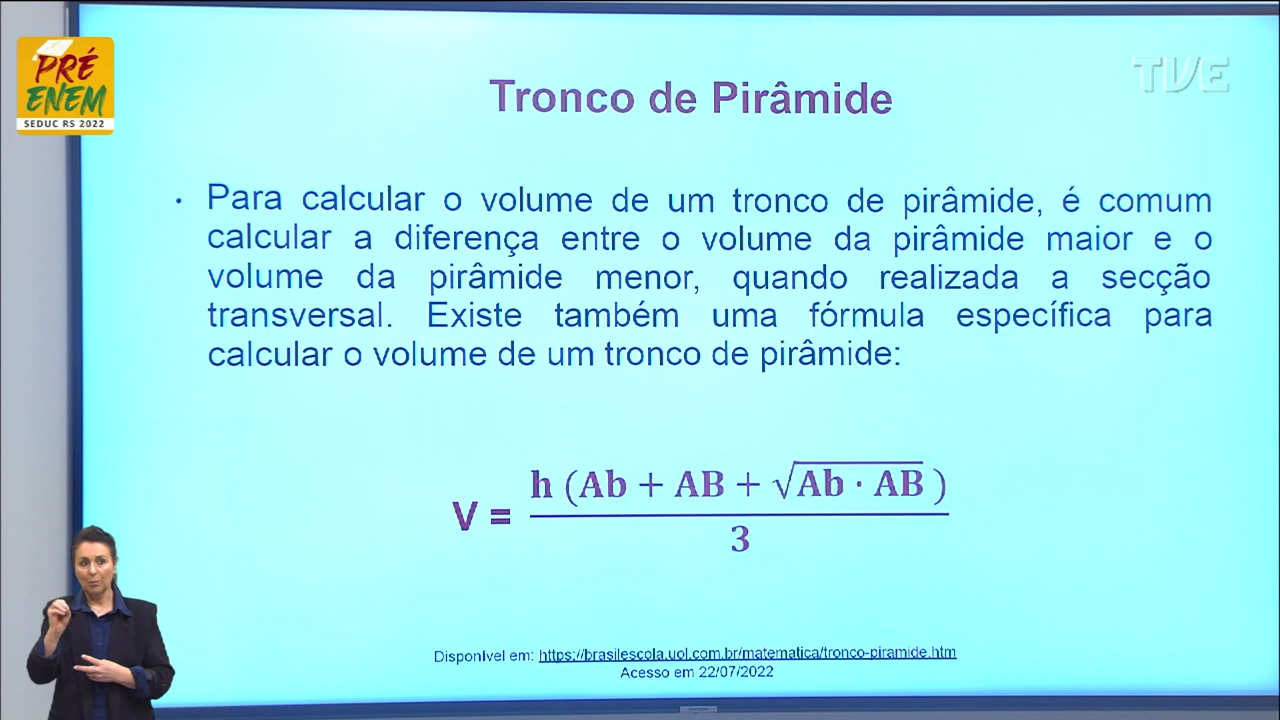 PRÉ
ENEM
SEDUC RS 2022
TVE
Tronco de Pirâmide
• Para calcular o volume de um tronco de pirâmide, é comum
calcular a diferença entre o volume da pirâmide maior e o
volume da pirâmide menor, quando realizada a secção
transversal. Existe também uma fórmula específica para
calcular o volume de um tronco de pirâmide:
V = h (Ab + AB + √Ab · AB )
3
Disponível em: https://brasilescola.uol.com.br/matematica/tronco-piramide.htm
Acesso em 22/07/2022